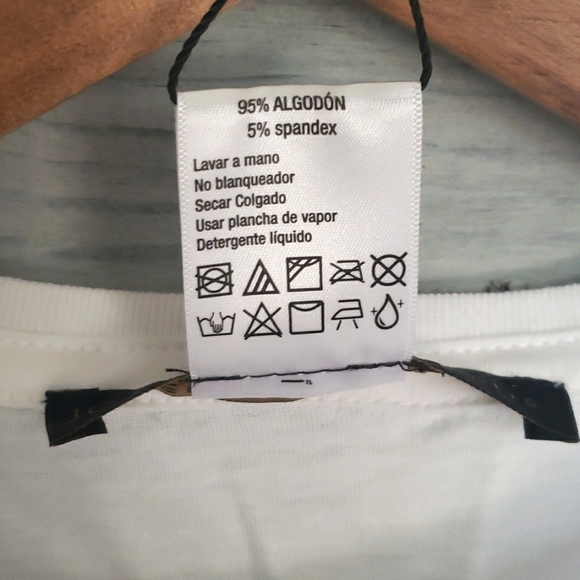 95% ALGODÓN
5% spandex
Lavar a mano
No blanqueador
Secar Colgado
Usar plancha de vapor
Detergente líquido